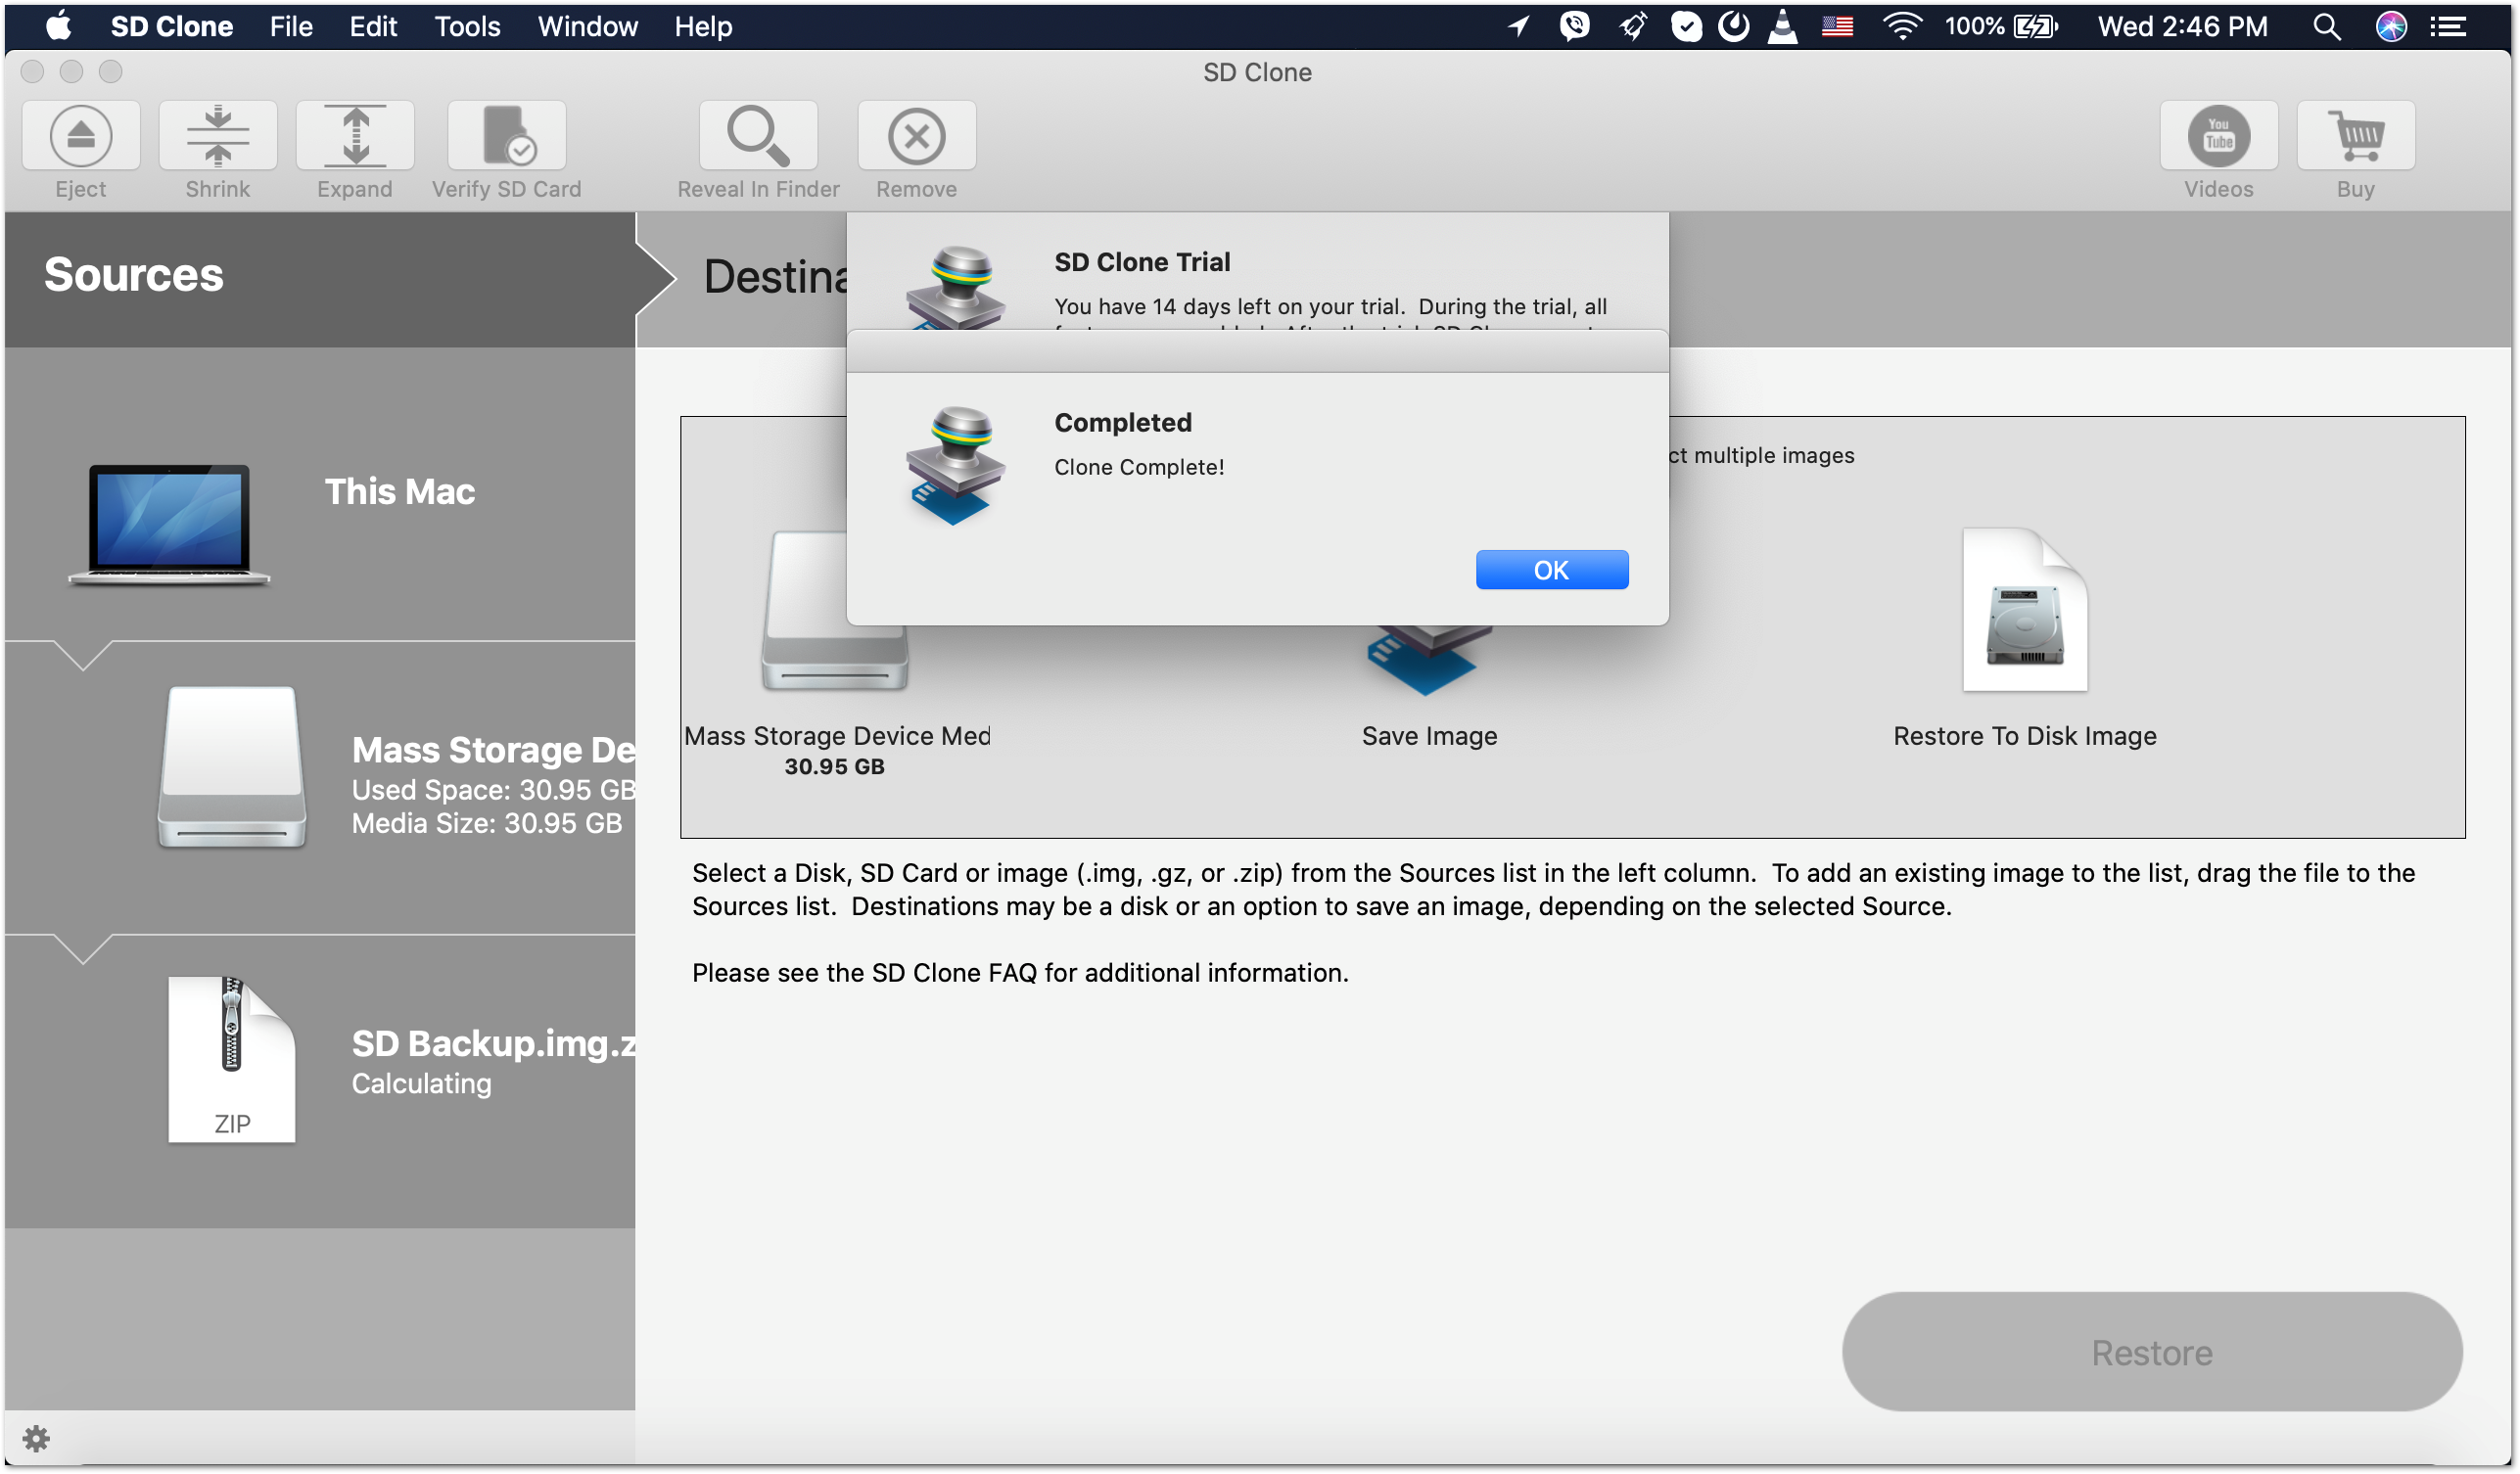 SD Clone File Edit Tools Window Help 100% Wed 2:46 PM
SD Clone
Eject Shrink Expand Verify SD Card Reveal In Finder Remove You Tube Videos Buy
Sources
Destina
SD Clone Trial
You have 14 days left on your trial. During the trial, all
Completed
Clone Complete!
OK
ct multiple images
This Mac
Mass Storage De
Used Space: 30.95 GB
Media Size: 30.95 GB
SD Backup.img.z
Calculating
ZIP
Mass Storage Device Med
30.95 GB
Save Image
Restore To Disk Image
Select a Disk, SD Card or image (.img, .gz, or .zip) from the Sources list in the left column. To add an existing image to the list, drag the file to the
Sources list. Destinations may be a disk or an option to save an image, depending on the selected Source.
Please see the SD Clone FAQ for additional information.
Restore